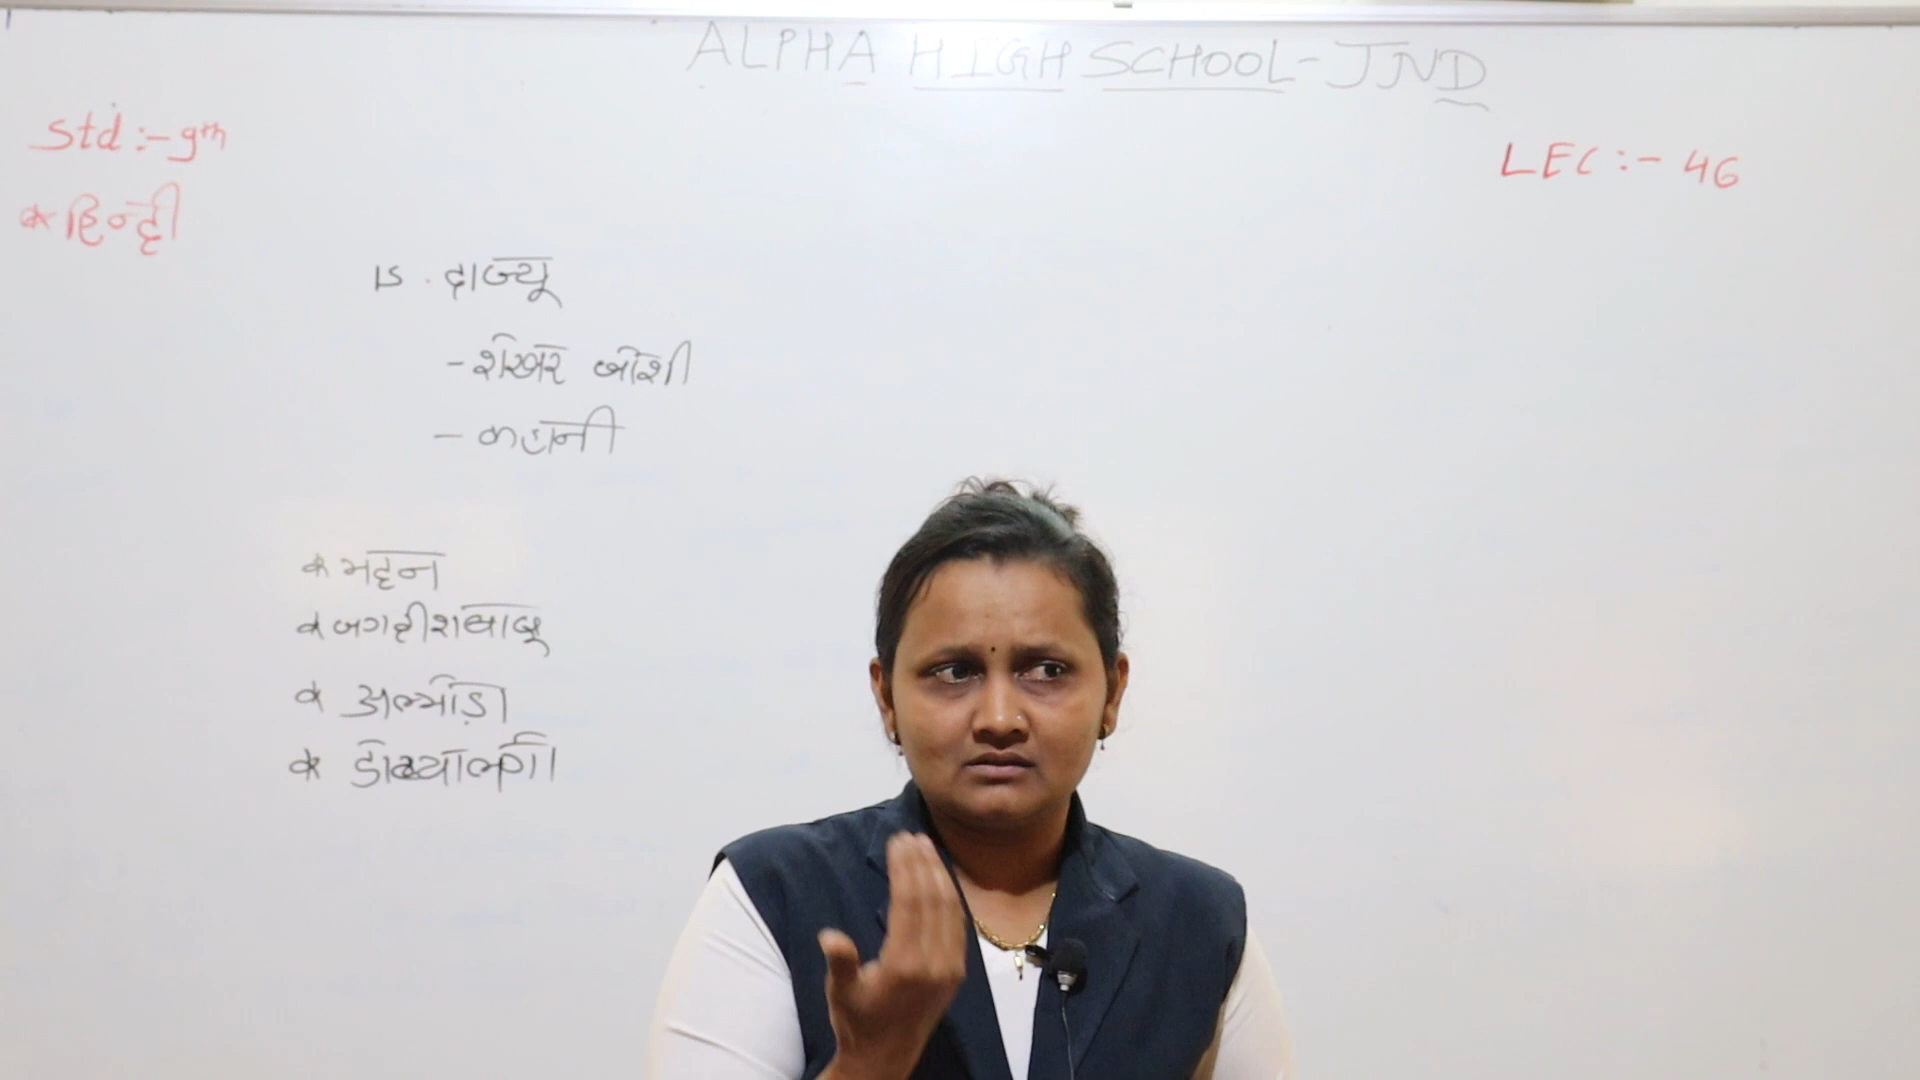 ALPHA HIGH SCHOOL-JND
Std :- 9th
LEC :- 46
* हिन्दी
15. दाज्यू
- शेखर जोशी
- कहानी
* मदन
* जगदीशबाबू
* अल्मोड़ा
* डोट्यालगों